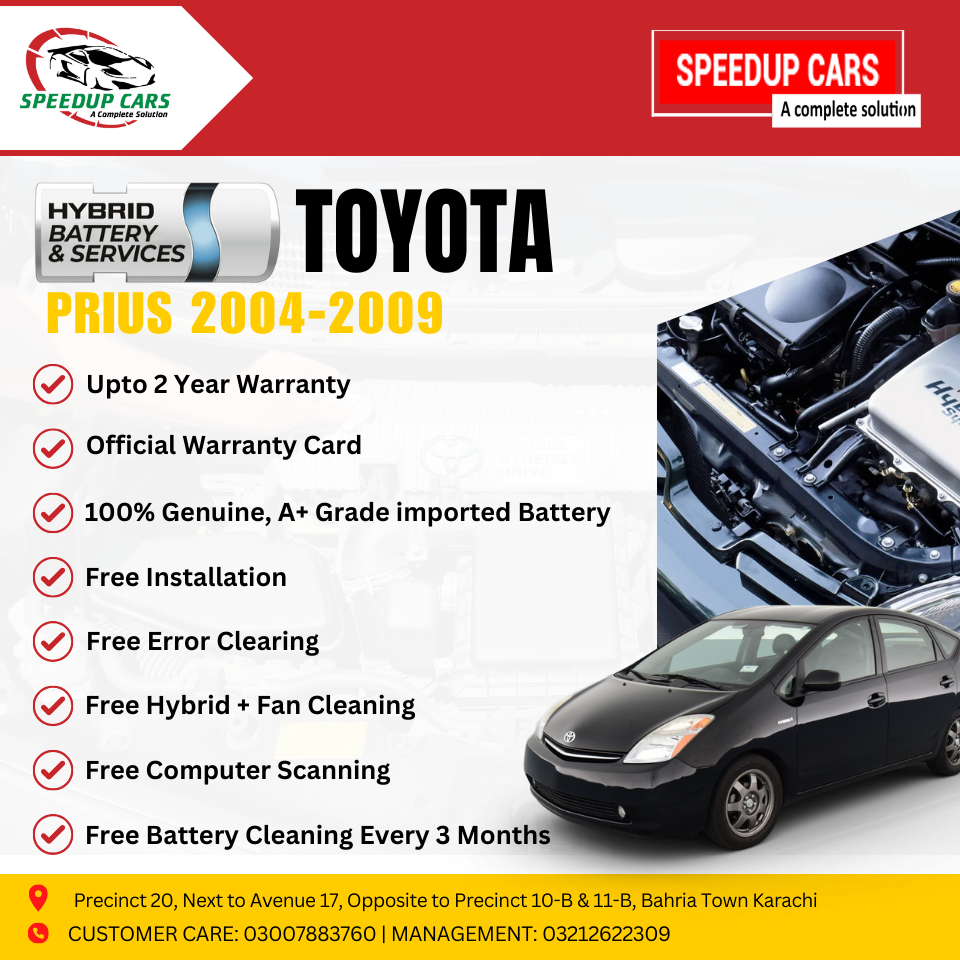 SPEEDUP CARS
A Complete Solution
SPEEDUP CARS
A complete solution
HYBRID
BATTERY
& SERVICES
TOYOTA
PRIUS 2004-2009
Upto 2 Year Warranty
Official Warranty Card
100% Genuine, A+ Grade imported Battery
Free Installation
Free Error Clearing
Free Hybrid + Fan Cleaning
Free Computer Scanning
Free Battery Cleaning Every 3 Months
SYNERGY
DRIVE
Precinct 20, Next to Avenue 17, Opposite to Precinct 10-B & 11-B, Bahria Town Karachi
CUSTOMER CARE: 03007883760 | MANAGEMENT: 03212622309